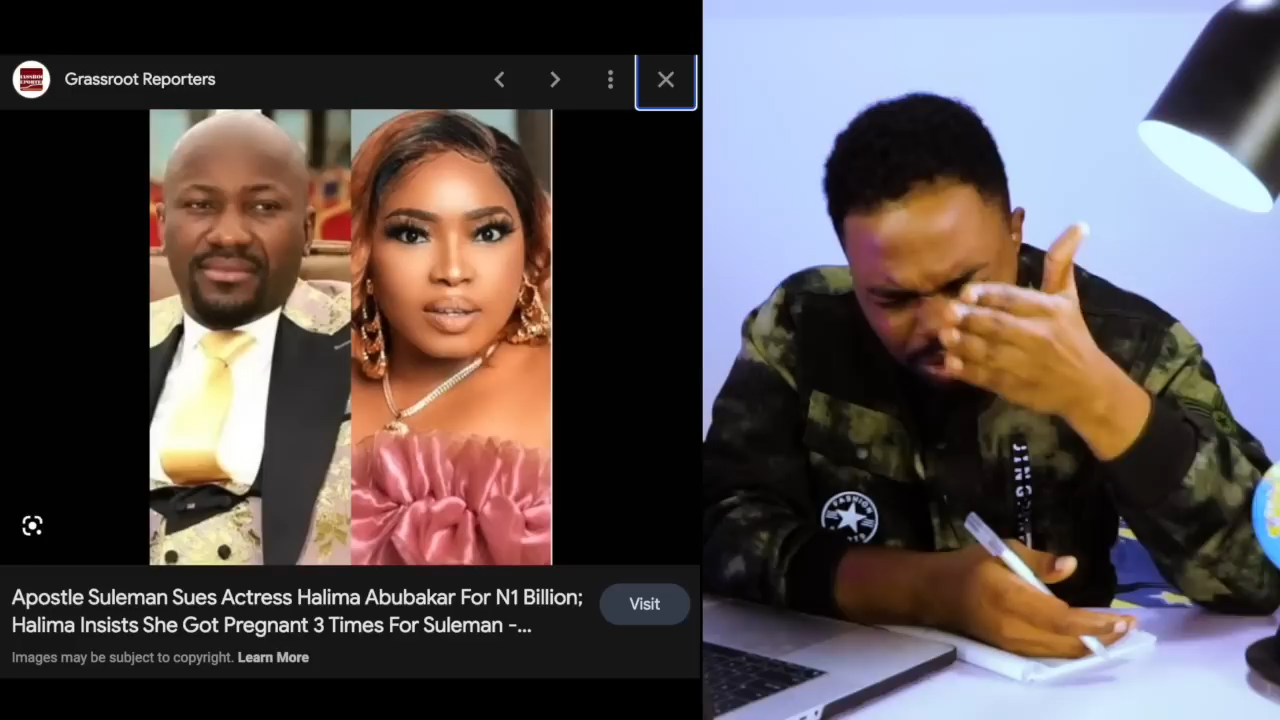 Grassroot Reporters
Apostle Suleman Sues Actress Halima Abubakar For N1 Billion;
Halima Insists She Got Pregnant 3 Times For Suleman -...
Visit
Images may be subject to copyright. Learn More
FASHION